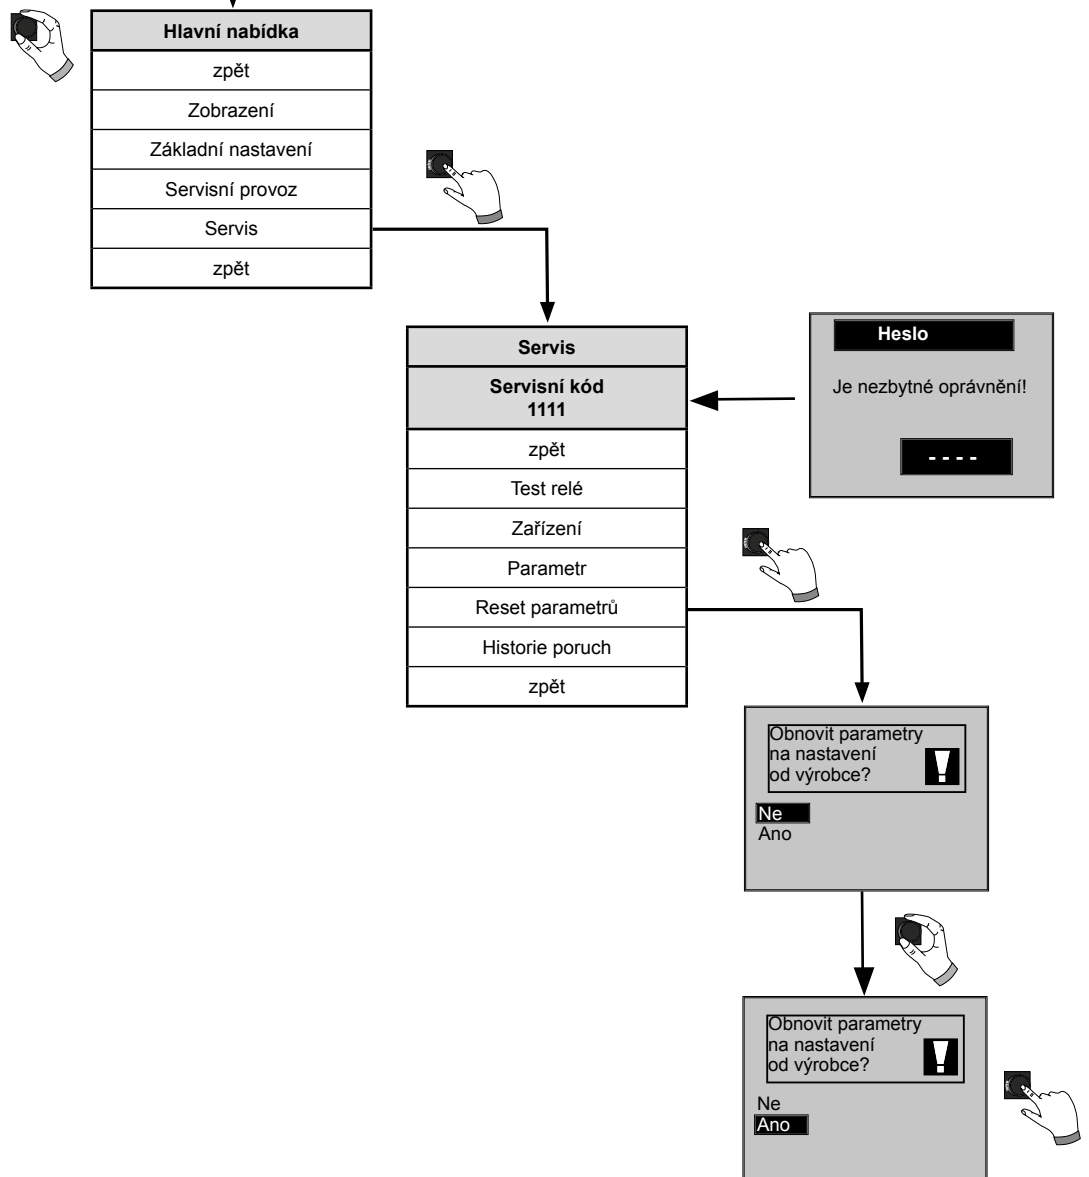 Hlavní nabídka
zpět
Zobrazení
Základní nastavení
Servisní provoz
Servis
zpět
Servis
Servisní kód
1111
zpět
Test relé
Zařízení
Parametr
Reset parametrů
Historie poruch
zpět
Heslo
Je nezbytné oprávnění!
- - - -
Obnovit parametry
na nastavení
od výrobce?
Ne
Ano
Obnovit parametry
na nastavení
od výrobce?
Ne
Ano